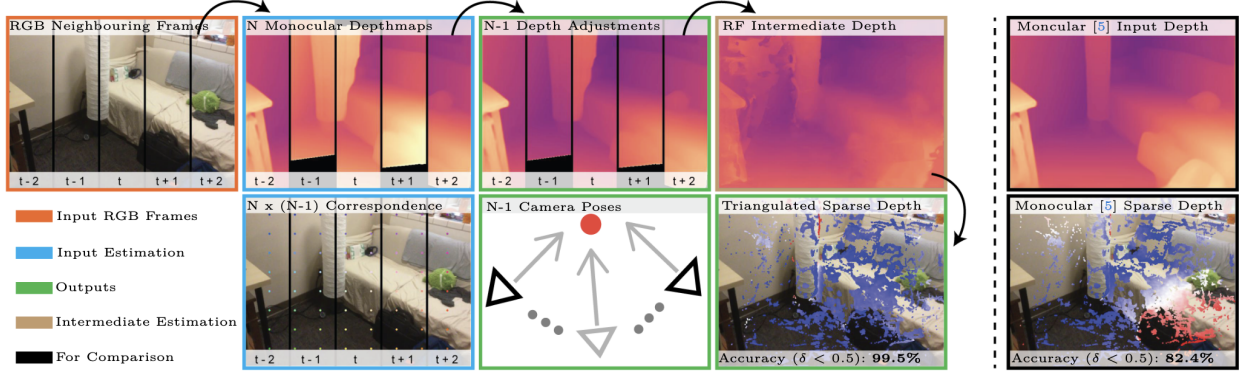 RGB Neighbouring Frames
t - 2 t - 1 t t + 1 t + 2
N Monocular Depthmaps
t - 2 t - 1 t t + 1 t + 2
N-1 Depth Adjustments
t - 2 t - 1 t t + 1 t + 2
RF Intermediate Depth
Moncular [5] Input Depth
Input RGB Frames
Input Estimation
Outputs
Intermediate Estimation
For Comparison
N x (N-1) Correspondence
t - 2 t - 1 t t + 1 t + 2
N-1 Camera Poses
Triangulated Sparse Depth
Accuracy (δ < 0.5): 99.5%
Monocular [5] Sparse Depth
Accuracy (δ < 0.5): 82.4%